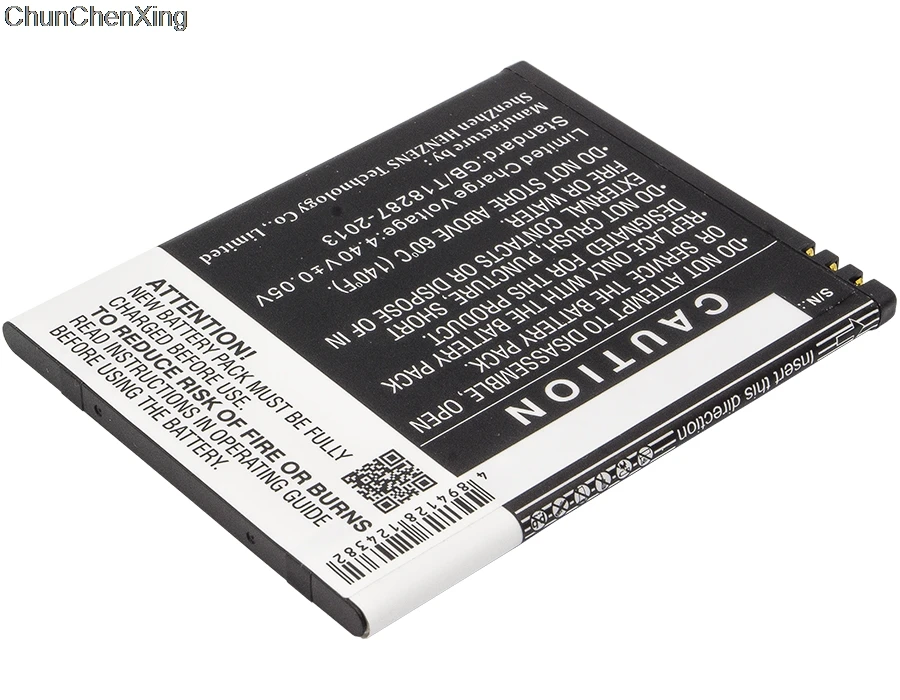 ChunChenXing
CAUTION
*DO NOT ATTEMPT TO DISASSEMBLE, OPEN
OR SERVICE THE BATTERY PACK.
*REPLACE ONLY WITH THE BATTERY PACK
DESIGNATED FOR THIS PRODUCT.
*DO NOT CRUSH, PUNCTURE, SHORT
EXTERNAL CONTACTS OR DISPOSE OF IN
FIRE OR WATER.
*DO NOT STORE ABOVE 60°C (140°F),
Limited Charge Voltage:4.40V±0.05V
Standard:GB/T18287-2013
Manufacture by:
ShenZhen HENZENS Technology Co., Limited
S/N:
Insert this direction
ATTENTION!
NEW BATTERY PACK MUST BE FULLY
CHARGED BEFORE USE.
TO REDUCE RISK OF FIRE OR BURNS
READ INSTRUCTIONS IN OPERATING GUIDE
BEFORE USING THE BATTERY.
4 894128 124382